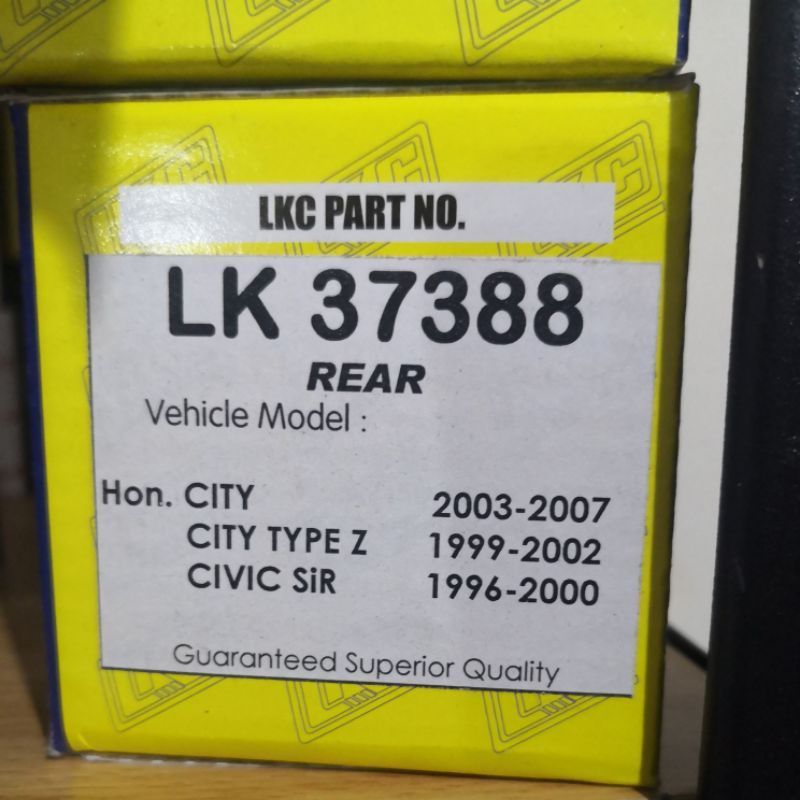 LKC PART NO.
LK 37388
REAR
Vehicle Model :
Hon. CITY 2003-2007
CITY TYPE Z 1999-2002
CIVIC SiR 1996-2000
Guaranteed Superior Quality